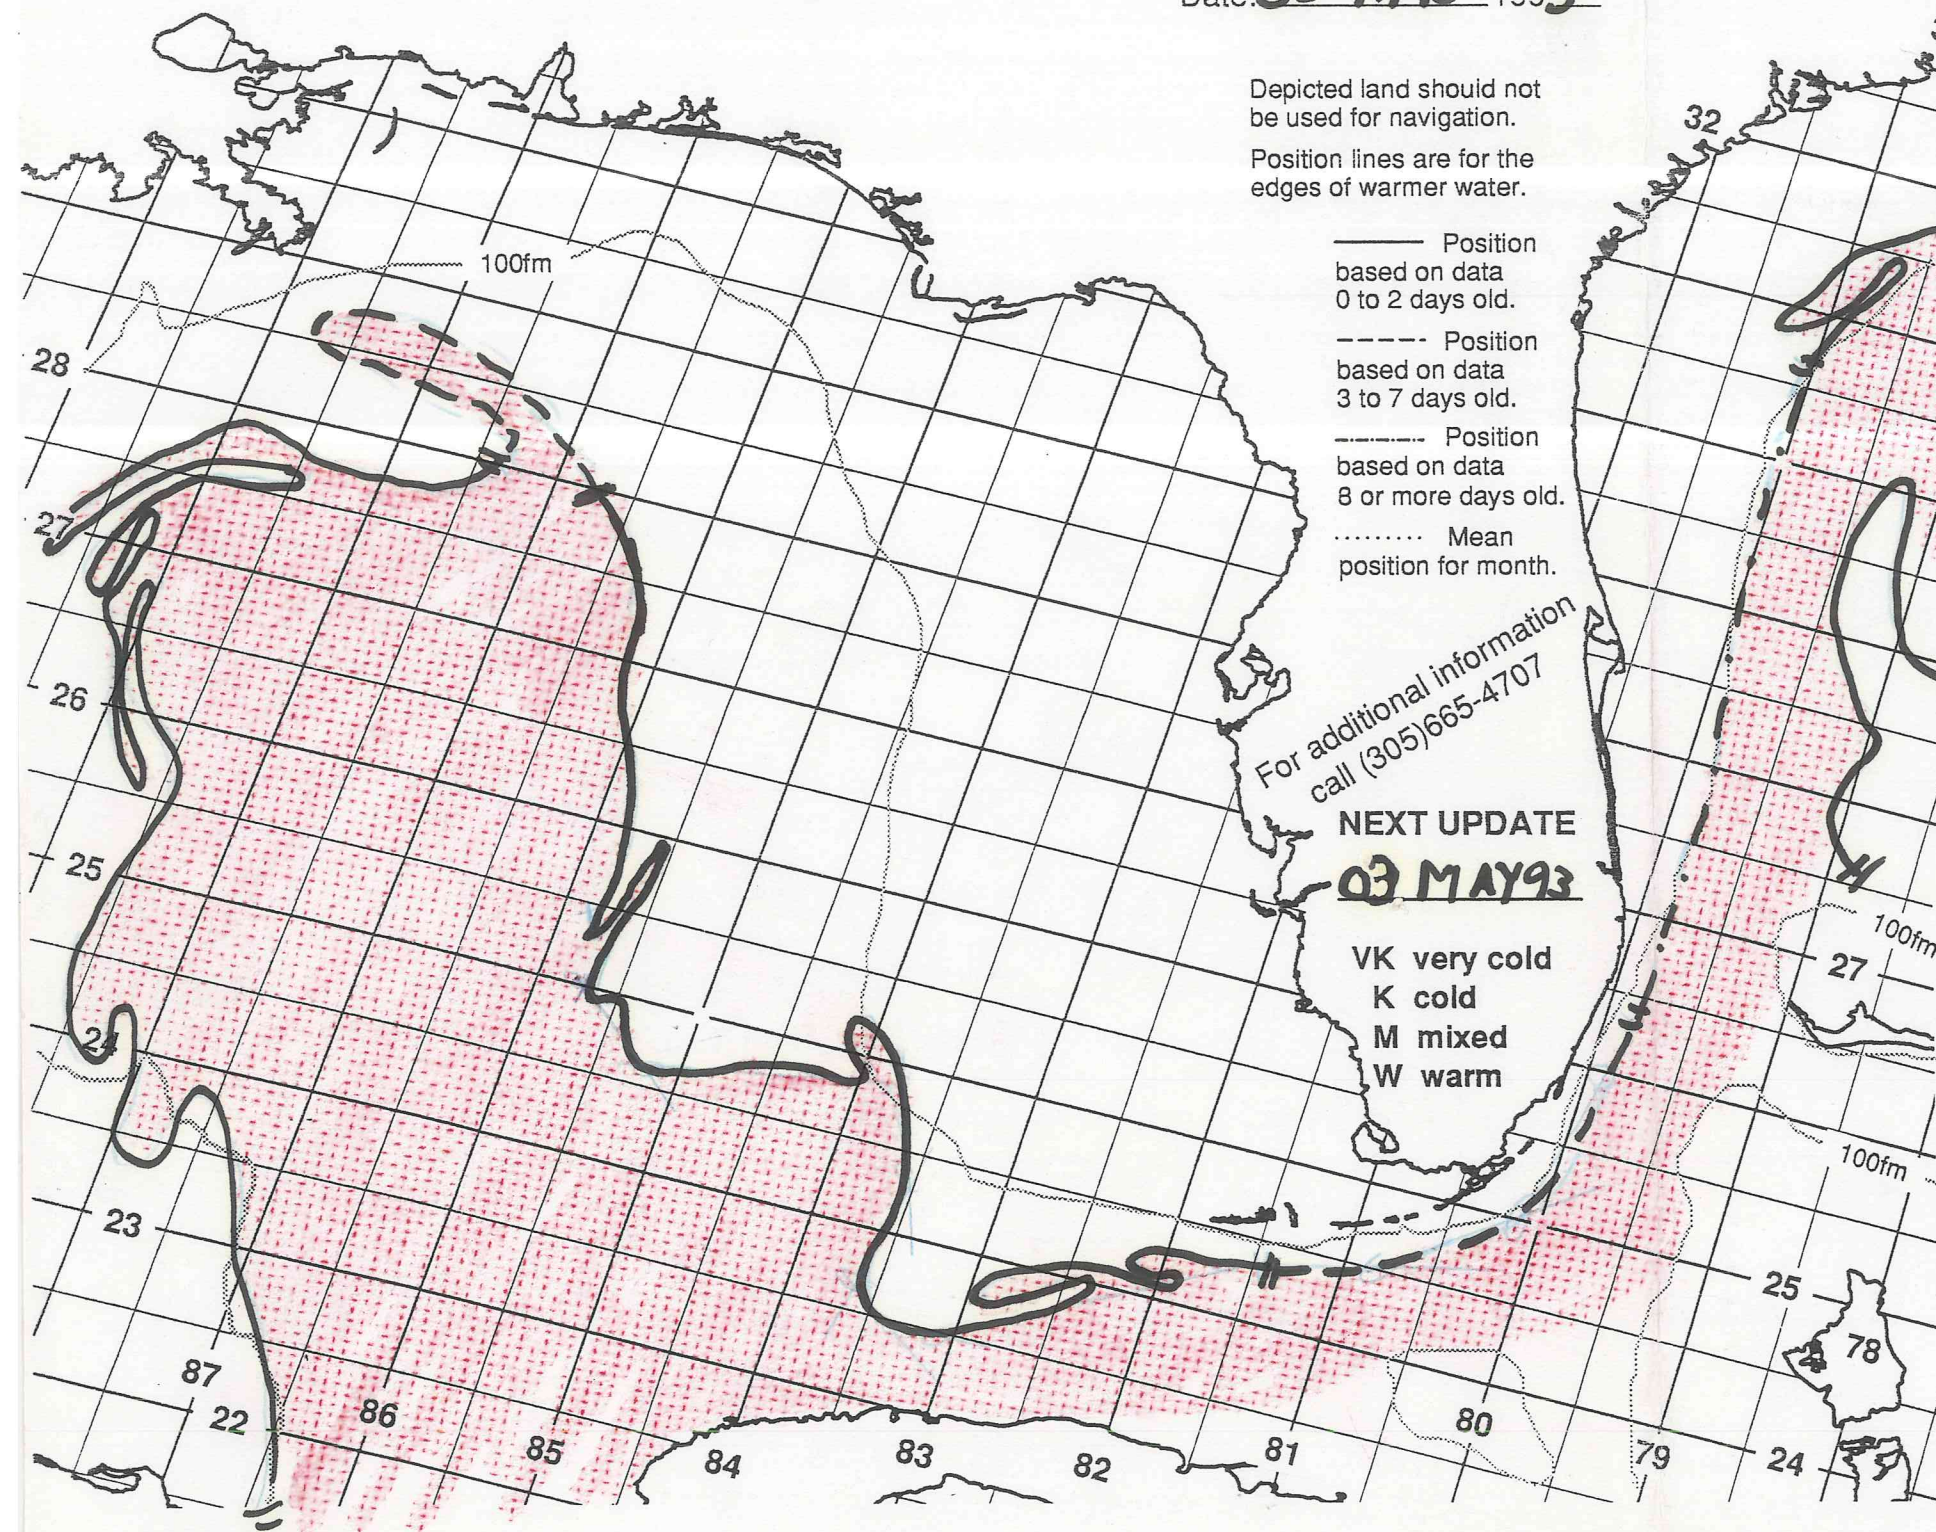 Date:
Depicted land should not
be used for navigation.
Position lines are for the
edges of warmer water.
32
Position
based on data
0 to 2 days old.
100fm
Position
based on data
3 to 7 days old.
28
Position
based on data
8 or more days old.
27
Mean
position for month.
For additional information
call (305)665-4707
26
NEXT UPDATE
03 MAY93
25
100fm
27
VK very cold
K cold
M mixed
W warm
24
100fm
23
25
78
87
22
86
85
84
83
82
81
80
79
24